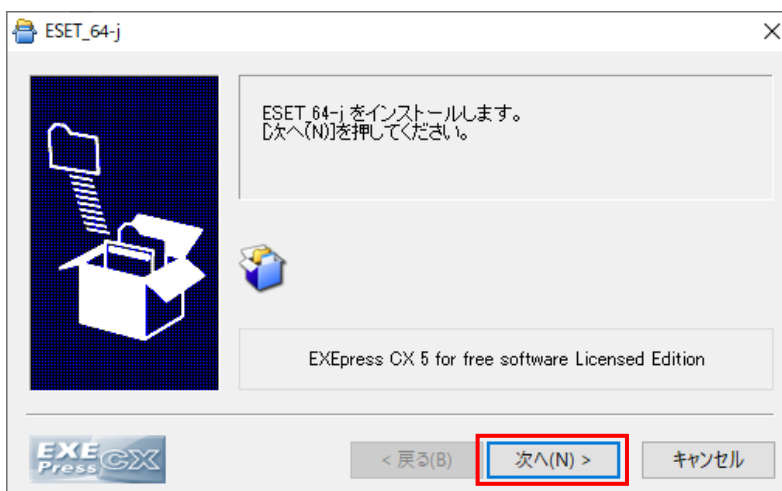 ESET_64-j
ESET_64-j をインストールします。
[次へ(N)]を押してください。
EXEpress CX 5 for free software Licensed Edition
EXE
Press CX
< 戻る(B)
次へ(N) >
キャンセル